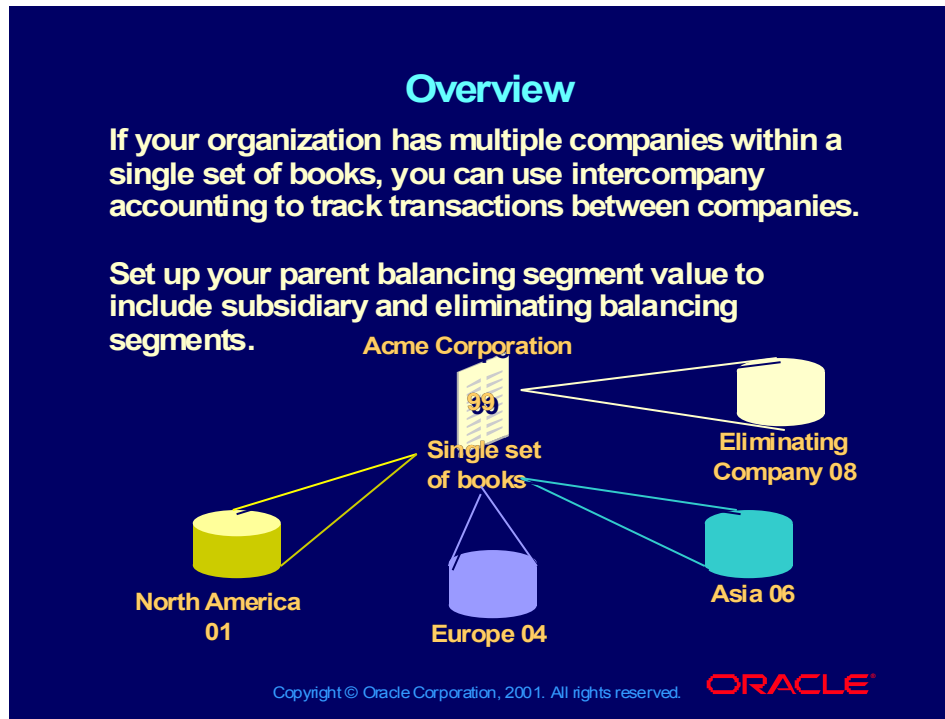 Overview
If your organization has multiple companies within a
single set of books, you can use intercompany
accounting to track transactions between companies.
Set up your parent balancing segment value to
include subsidiary and eliminating balancing
segments.
Acme Corporation
99
Single set
of books
Eliminating
Company 08
North America
01
Europe 04
Asia 06
Copyright © Oracle Corporation, 2001. All rights reserved.
ORACLE®